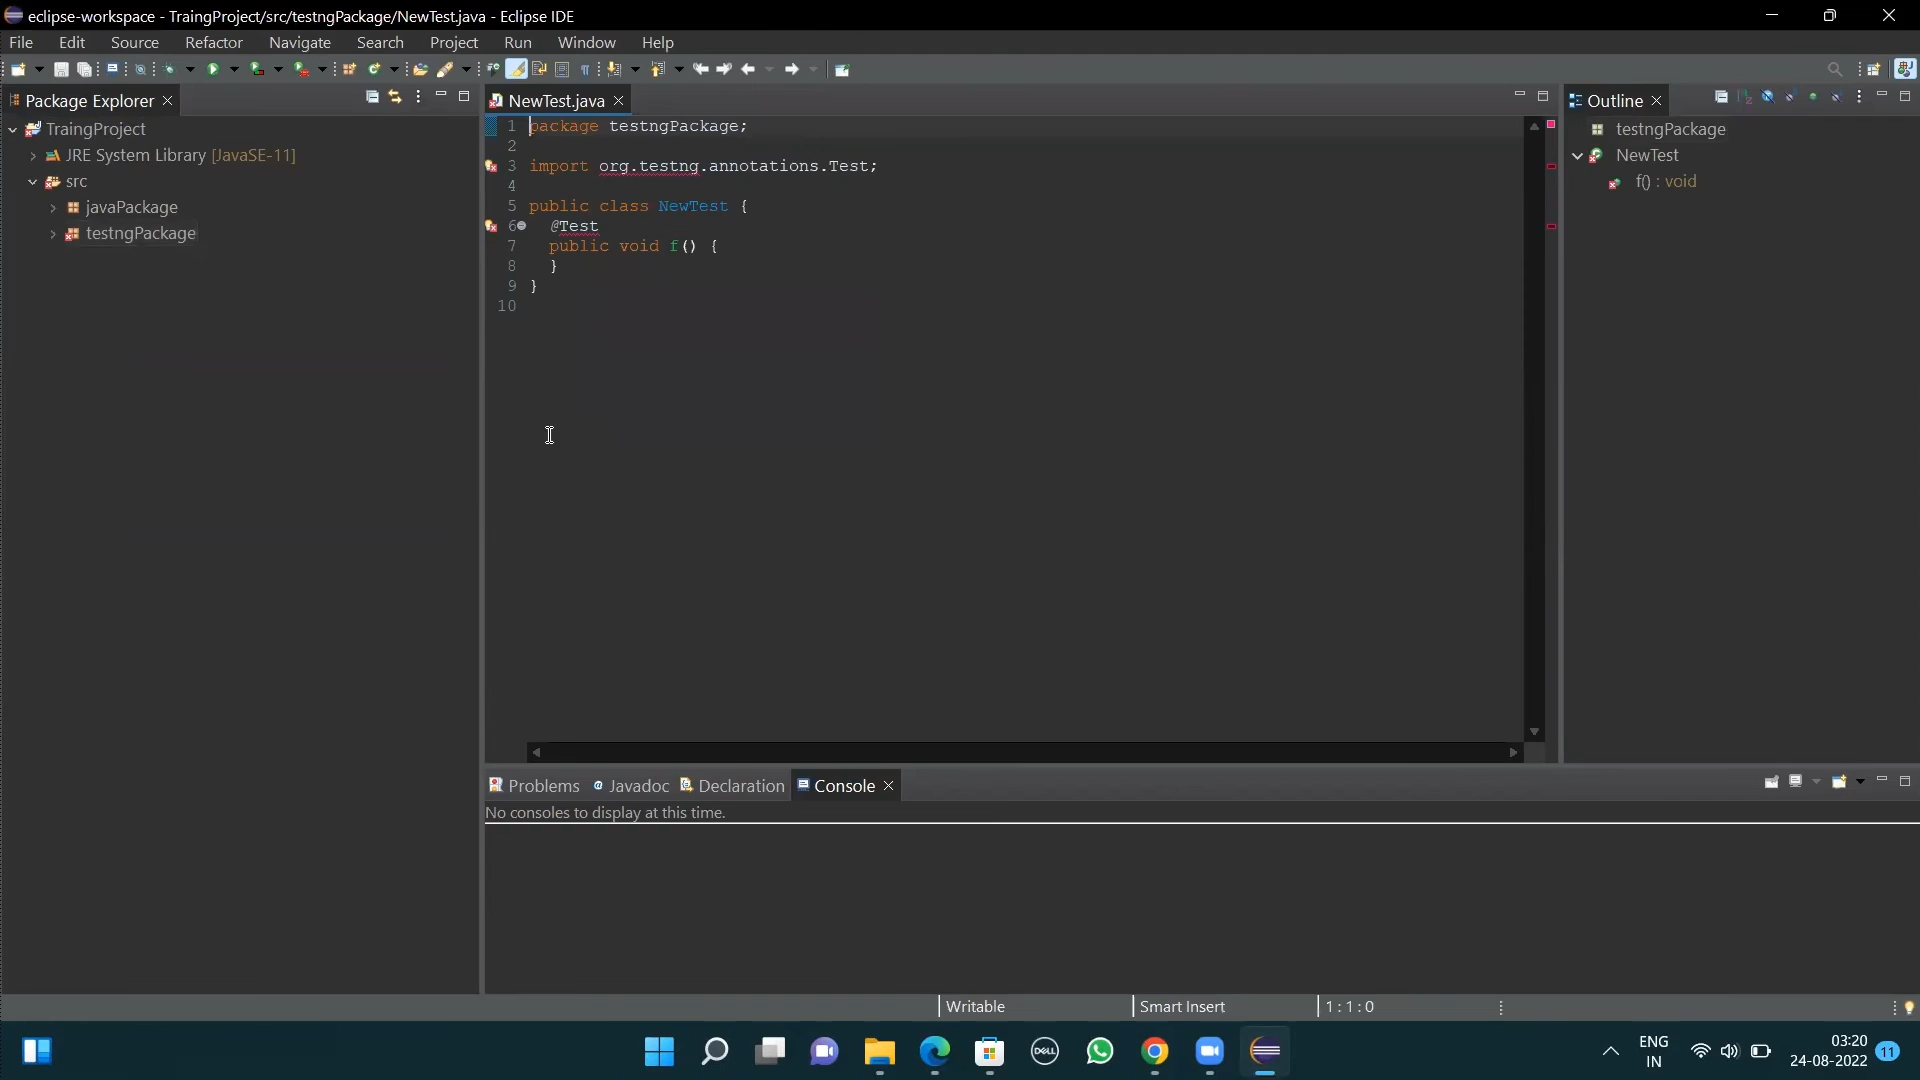 eclipse-workspace - TraingProject/src/testngPackage/NewTest.java - Eclipse IDE
File Edit Source Refactor Navigate Search Project Run Window Help
Package Explorer
TraingProject
JRE System Library [JavaSE-11]
src
javaPackage
testngPackage
NewTest.java
1 package testngPackage;
2
3 import org.testng.annotations.Test;
4
5 public class NewTest {
6 @Test
7 public void f() {
8 }
9 }
10
Outline
testngPackage
NewTest
f() : void
Problems Javadoc Declaration Console
No consoles to display at this time.
Writable Smart Insert 1 : 1 : 0
DELL
ENG
IN
03:20
24-08-2022
11